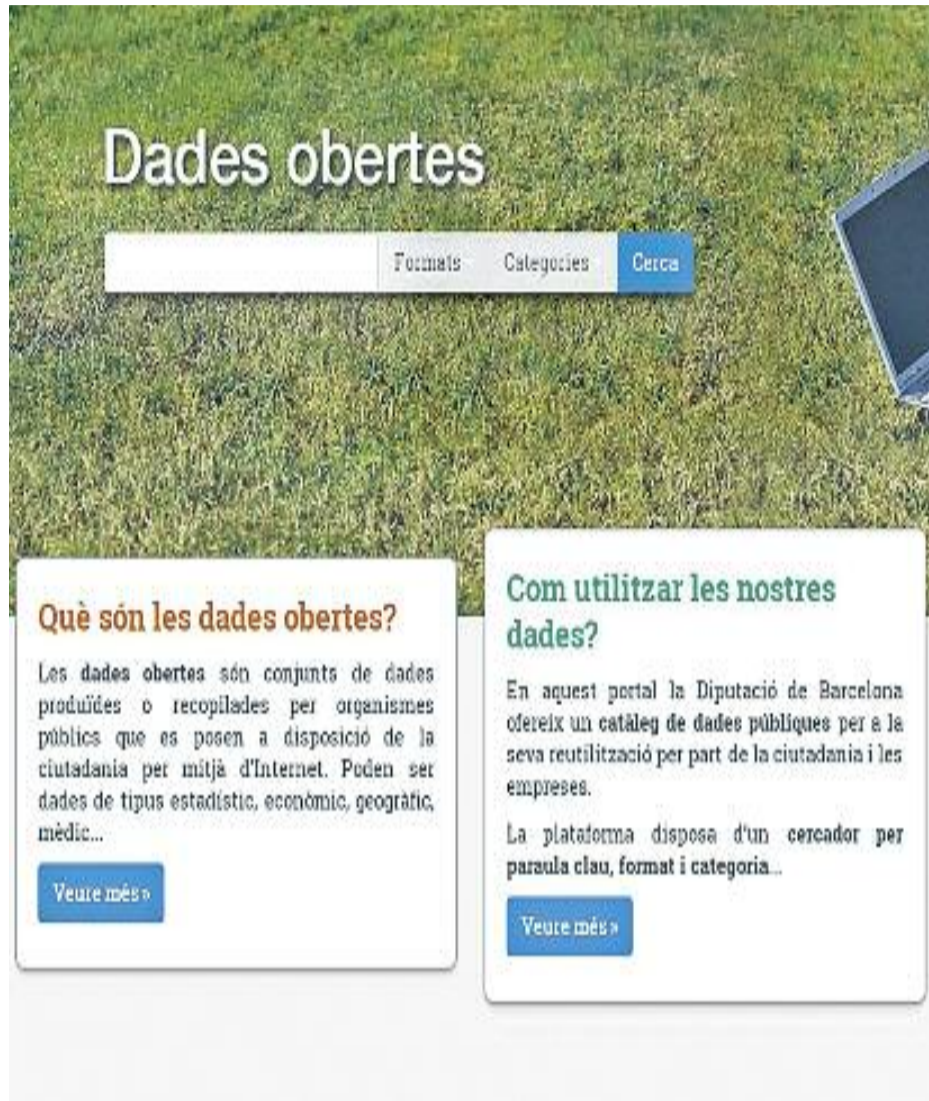 Dades obertes
Formats Categories Cerca
Què són les dades obertes?
Les dades obertes són conjunts de dades
produïdes o recopilades per organismes
públics que es posen a disposició de la
ciutadania per mitjà d'Internet. Poden ser
dades de tipus estadístic, econòmic, geogràfic,
mèdic...
Veure més »
Com utilitzar les nostres
dades?
En aquest portal la Diputació de Barcelona
ofereix un catàleg de dades públiques per a la
seva reutilització per part de la ciutadania i les
empreses.
La plataforma disposa d'un cercador per
paraula clau, format i categoria...
Veure més »